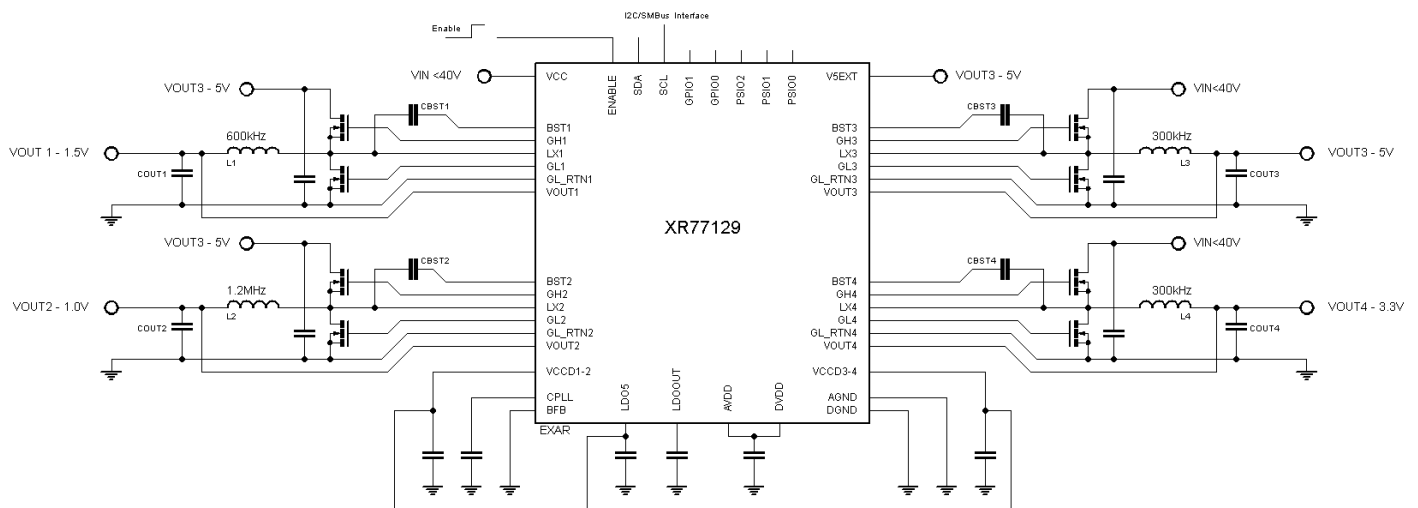 I2C/SMBus Interface
Enable
VIN <40V
VCC
ENABLE
SDA
SCL
GPIO1
GPIO0
PSIO2
PSIO1
PSIO0
V5EXT
VOUT3 - 5V
VOUT3 - 5V
CBST1
BST1
GH1
LX1
GL1
GL_RTN1
VOUT1
600kHz
L1
VOUT 1 - 1.5V
COUT1
CBST3
BST3
GH3
LX3
GL3
GL_RTN3
VOUT3
VIN<40V
300kHz
L3
VOUT3 - 5V
COUT3
XR77129
VOUT3 - 5V
CBST2
BST2
GH2
LX2
GL2
GL_RTN2
VOUT2
1.2MHz
L2
VOUT2 - 1.0V
COUT2
CBST4
BST4
GH4
LX4
GL4
GL_RTN4
VOUT4
VIN<40V
300kHz
L4
VOUT4 - 3.3V
COUT4
VCCD1-2
VCCD3-4
CPLL
BFB
LDO5
LDOOUT
AVDD
DVDD
AGND
DGND
EXAR